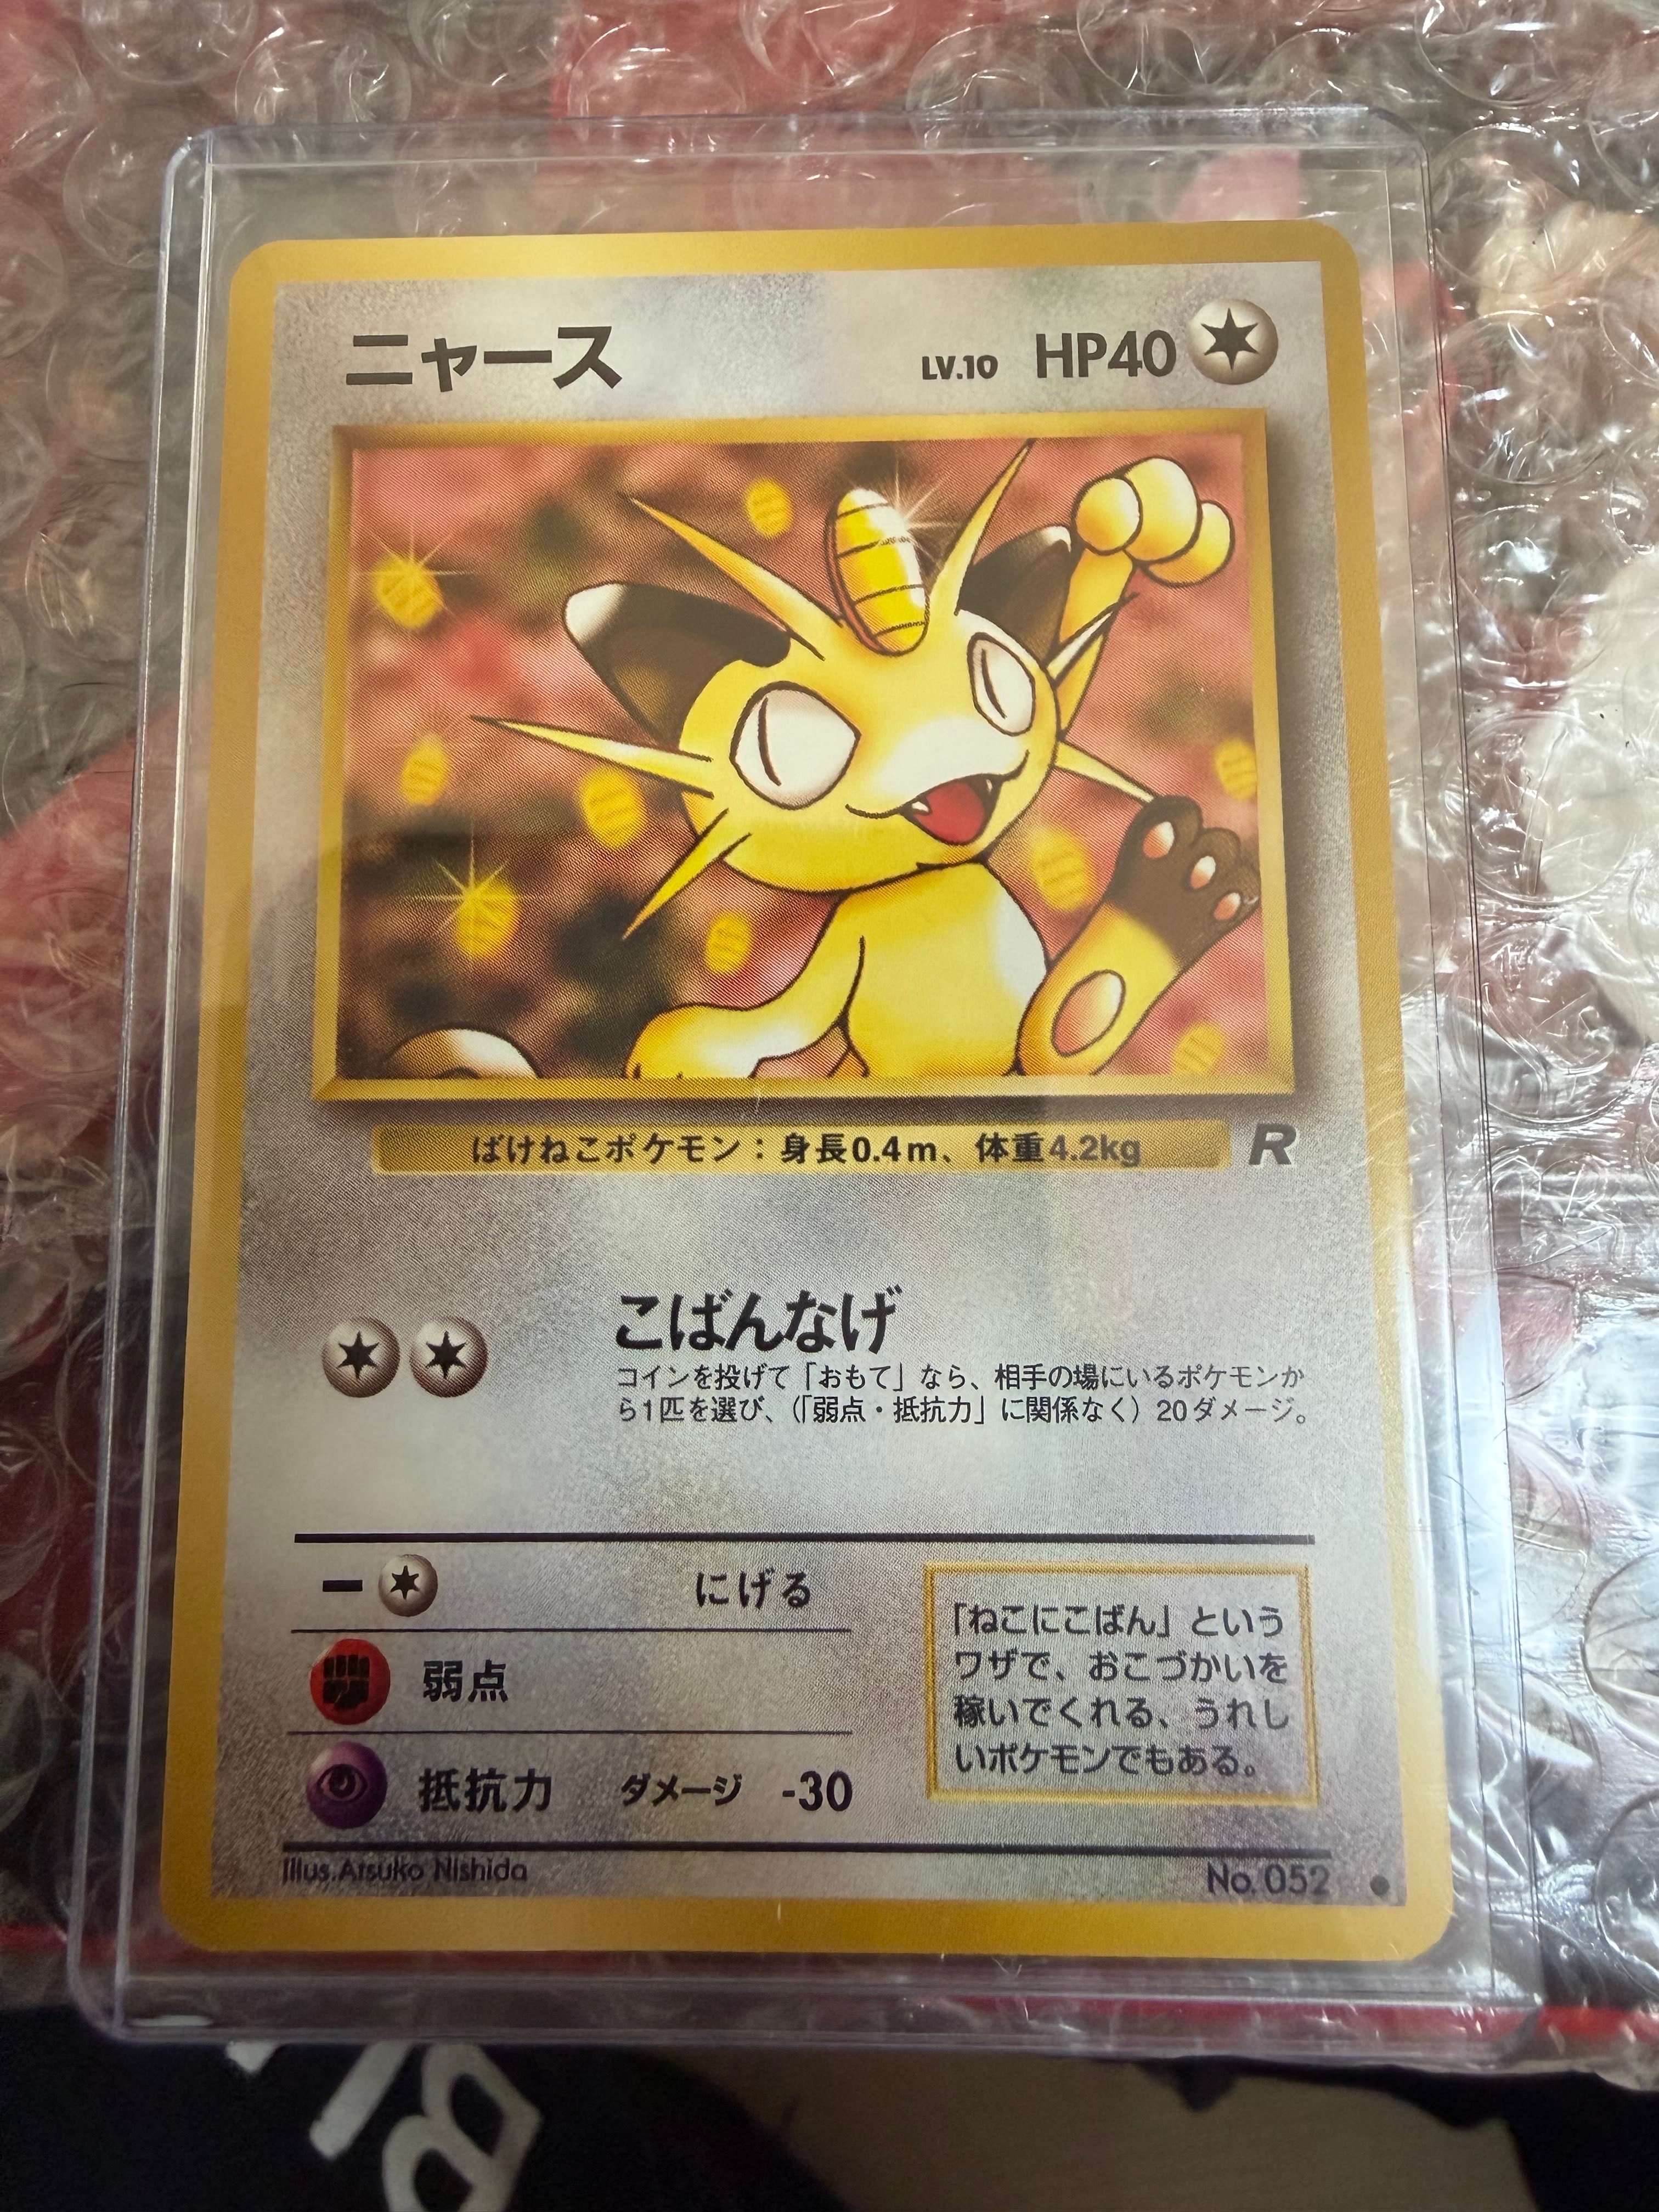 ニャース LV.10 HP40
ばけねこポケモン:身長0.4m、体重4.2kg R
こばんなげ
コインを投げて「おもて」なら、相手の場にいるポケモンか
ら1匹を選び、(「弱点・抵抗力」に関係なく)20ダメージ。
にげる
弱点
抵抗力 ダメージ -30
「ねこにこばん」という
ワザで、おこづかいを
稼いでくれる、うれし
いポケモンでもある。
Illus.Atsuko Nishida No.052 ●